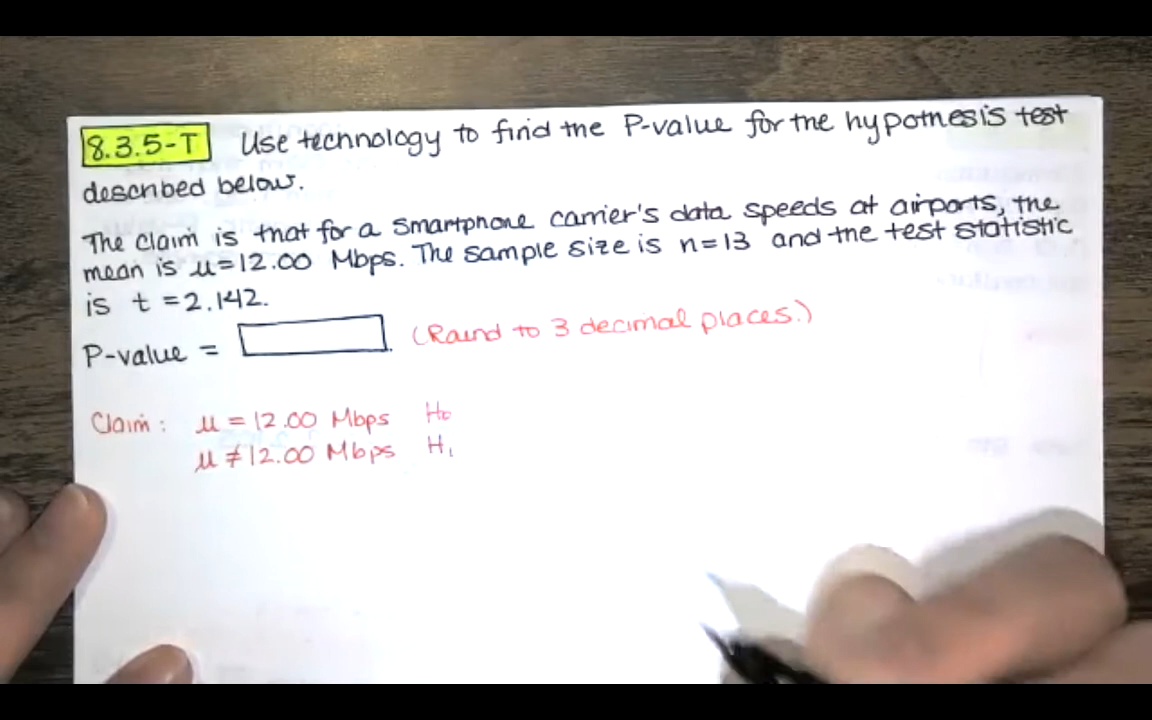 8.3.5-T Use technology to find the P-value for the hypothesis test
described below.
The claim is that for a smartphone carrier's data speeds at airports, the
mean is μ=12.00 Mbps. The sample size is n=13 and the test statistic
is t=2.142.
P-value = (Round to 3 decimal places.)
Claim: μ = 12.00 Mbps H₀
μ ≠ 12.00 Mbps H₁